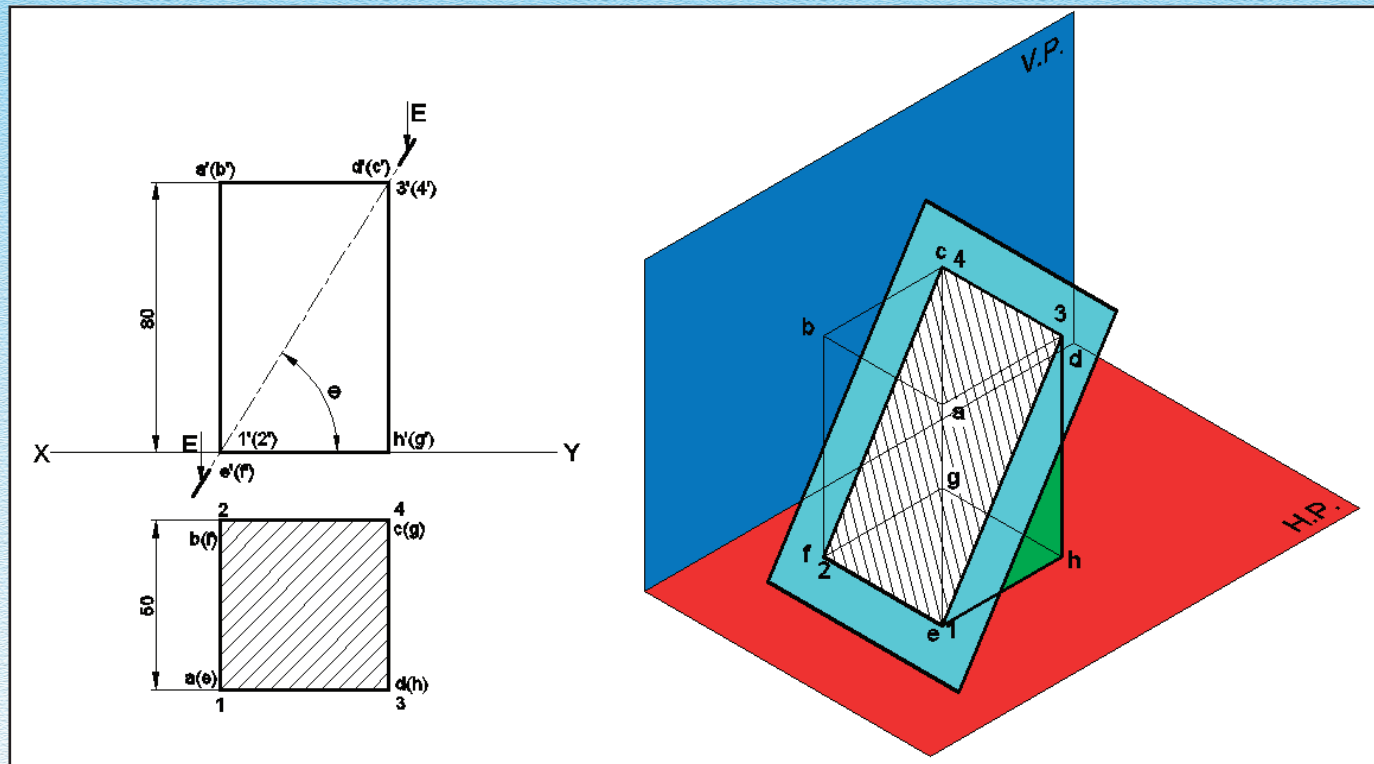 E
a'(b')
d'(c')
3'(4')
80
θ
E
1'(2')
h'(g')
X
Y
e'(f')
2
4
b(f)
c(g)
50
a(e)
d(h)
1
3
V.P.
c 4
b
3
d
a
g
f
2
h
e 1
H.P.